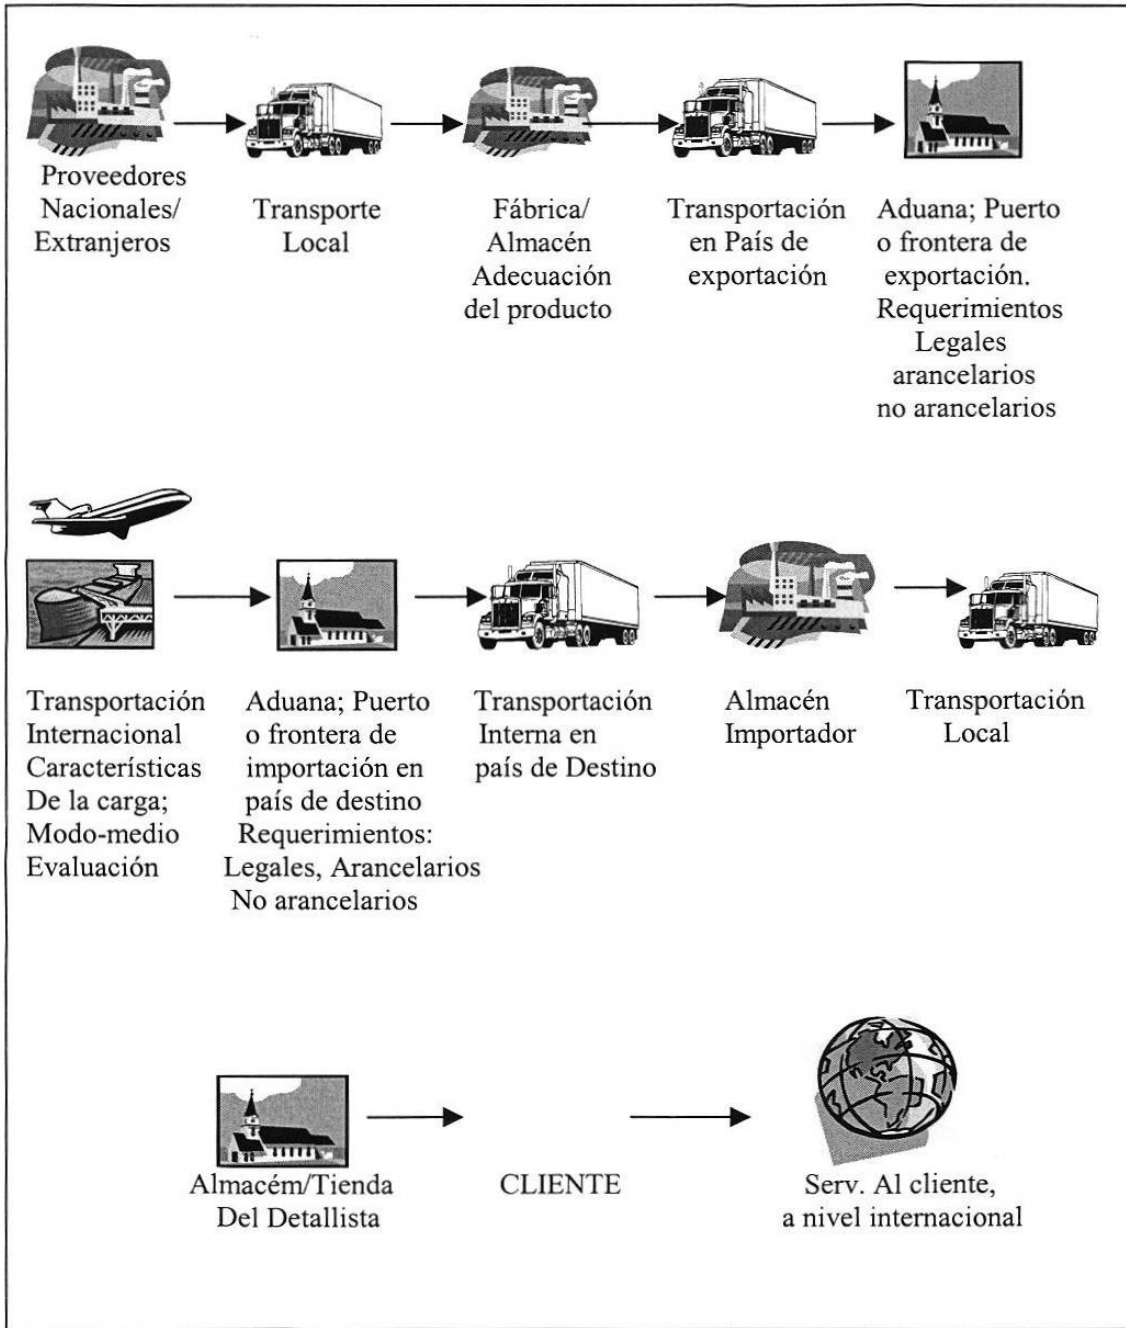 Proveedores
Nacionales/
Extranjeros
Transporte
Local
Fábrica/
Almacén
Adecuación
del producto
Transportación
en País de
exportación
Aduana; Puerto
o frontera de
exportación.
Requerimientos
Legales
arancelarios
no arancelarios
Transportación
Internacional
Características
De la carga;
Modo-medio
Evaluación
Aduana; Puerto
o frontera de
importación en
país de destino
Requerimientos:
Legales, Arancelarios
No arancelarios
Transportación
Interna en
país de Destino
Almacén
Importador
Transportación
Local
Almacém/Tienda
Del Detallista
CLIENTE
Serv. Al cliente,
a nivel internacional